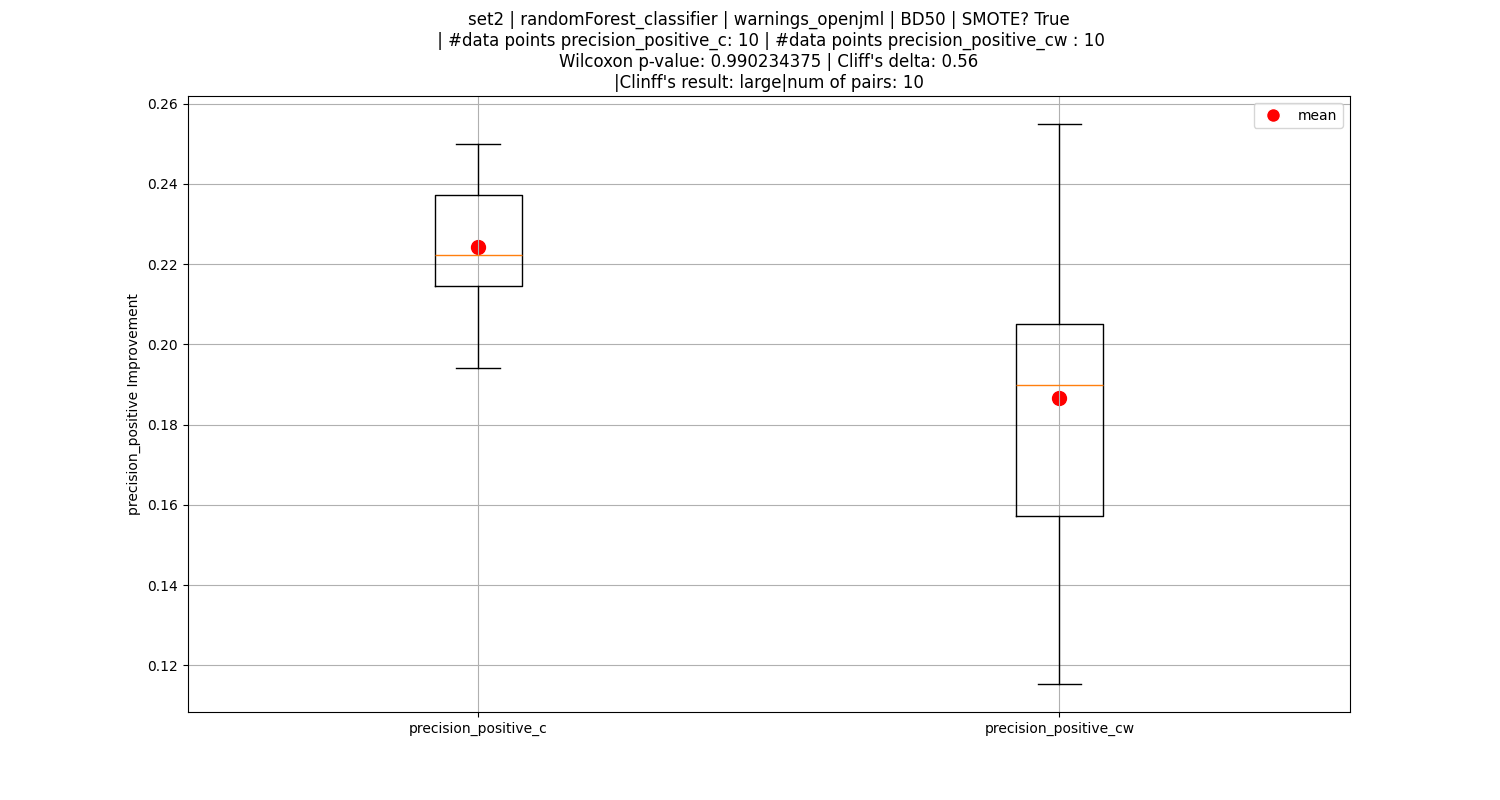 set2 | randomForest_classifier | warnings_openjml | BD50 | SMOTE? True
| #data points precision_positive_c: 10 | #data points precision_positive_cw : 10
Wilcoxon p-value: 0.990234375 | Cliff's delta: 0.56
|Clinff's result: large|num of pairs: 10
mean
0.26
0.24
0.22
0.20
0.18
0.16
0.14
0.12
precision_positive Improvement
precision_positive_c
precision_positive_cw